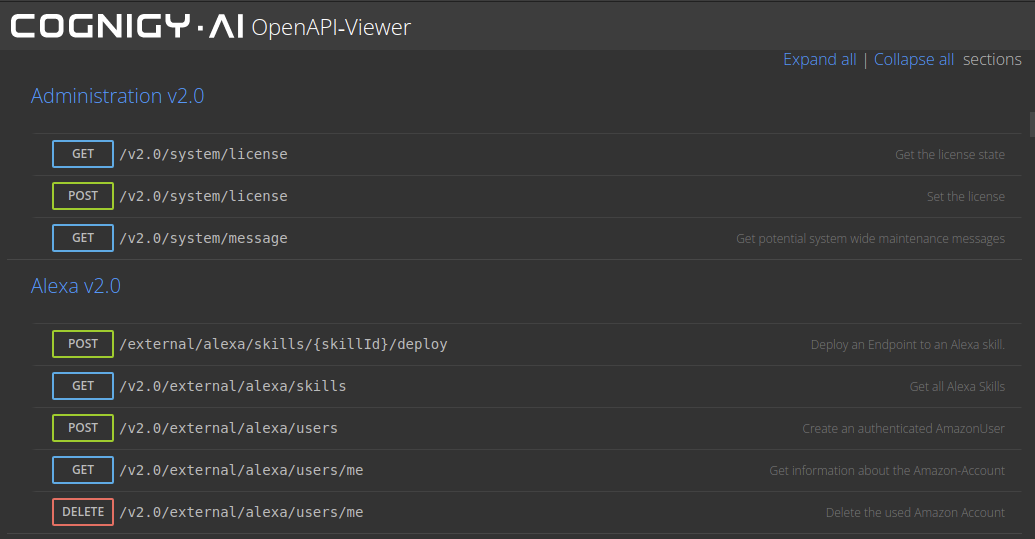 COGNIGY.AI OpenAPI-Viewer
Expand all | Collapse all sections
Administration v2.0
GET /v2.0/system/license Get the license state
POST /v2.0/system/license Set the license
GET /v2.0/system/message Get potential system wide maintenance messages
Alexa v2.0
POST /external/alexa/skills/{skillId}/deploy Deploy an Endpoint to an Alexa skill.
GET /v2.0/external/alexa/skills Get all Alexa Skills
POST /v2.0/external/alexa/users Create an authenticated AmazonUser
GET /v2.0/external/alexa/users/me Get information about the Amazon-Account
DELETE /v2.0/external/alexa/users/me Delete the used Amazon Account